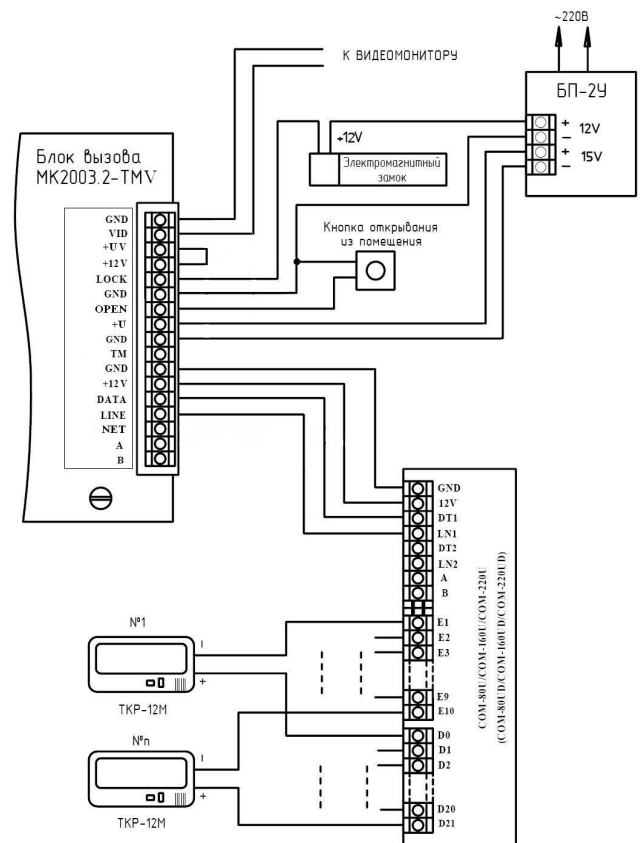 ~220В
К ВИДЕОМОНИТОРУ
БП-2У
+
12V
−
+
15V
−
+12V
Электромагнитный
замок
Блок вызова
МК2003.2-TMV
Кнопка открывания
из помещения
GND
VID
+UV
+12V
LOCK
GND
OPEN
+U
GND
TM
GND
+12V
DATA
LINE
NET
A
B
GND
12V
DT1
LN1
DT2
LN2
A
B
E1
E2
E3
E9
E10
D0
D1
D2
D20
D21
COM-80U/COM-160U/COM-220U
(COM-80UD/COM-160UD/COM-220UD)
№1
−
+
ТКР-12М
№n
−
+
ТКР-12М